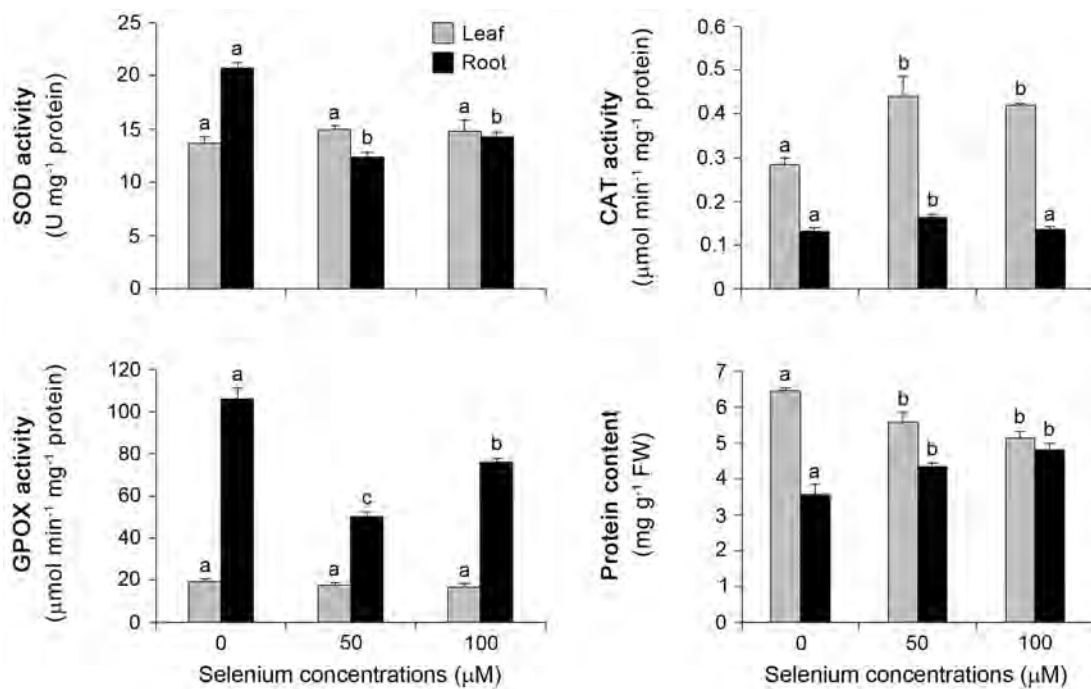 25
20
15
10
5
0
SOD activity
(U mg⁻¹ protein)
a
a
a
b
a
b
Leaf
Root
0.6
0.5
0.4
0.3
0.2
0.1
0
CAT activity
(μmol min⁻¹ mg⁻¹ protein)
a
a
b
b
b
a
120
100
80
60
40
20
0
GPOX activity
(μmol min⁻¹ mg⁻¹ protein)
a
a
a
c
a
b
0
50
100
Selenium concentrations (μM)
7
6
5
4
3
2
1
0
Protein content
(mg g⁻¹ FW)
a
a
b
b
b
b
0
50
100
Selenium concentrations (μM)